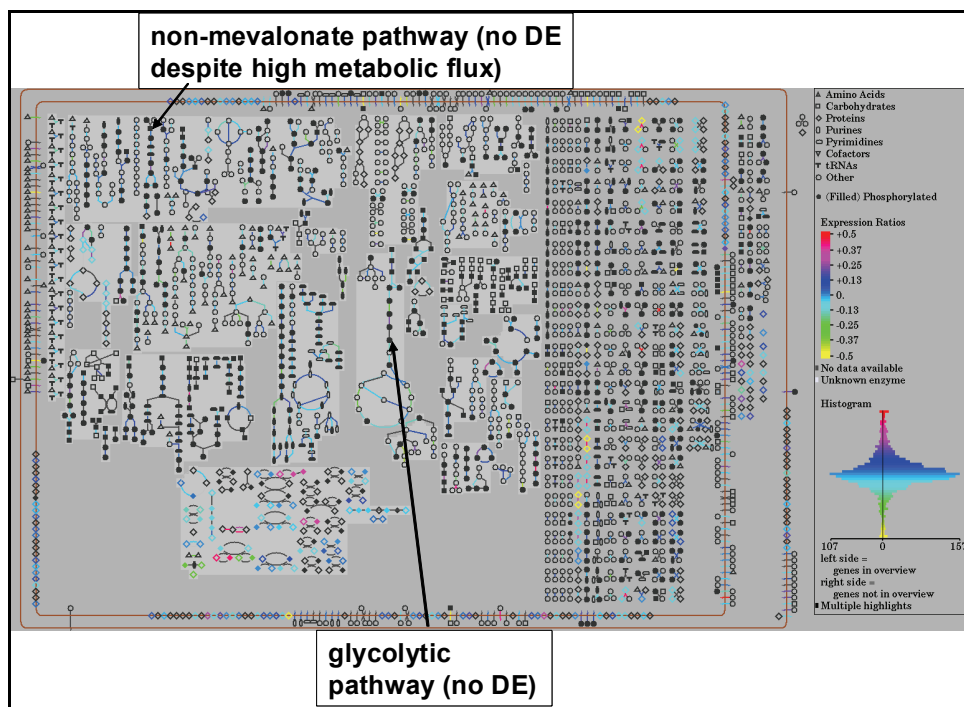 non-mevalonate pathway (no DE
despite high metabolic flux)
Amino Acids
Carbohydrates
Proteins
Purines
Pyrimidines
Cofactors
tRNAs
Other
(Filled) Phosphorylated
Expression Ratios
+0.5
+0.37
+0.25
+0.13
0.
-0.13
-0.25
-0.37
-0.5
No data available
Unknown enzyme
Histogram
107 0 157
left side =
genes in overview
right side =
genes not in overview
Multiple highlights
glycolytic
pathway (no DE)